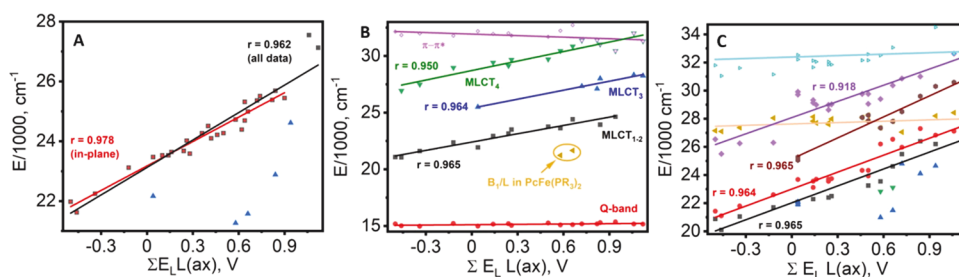 A
r = 0.962
(all data)
r = 0.978
(in-plane)
E/1000, cm⁻¹
28
26
24
22
-0.3
0
0.3
0.6
0.9
ΣE_L L(ax), V
B
π-π*
r = 0.950
MLCT₄
r = 0.964
MLCT₃
MLCT₁₋₂
r = 0.965
B₁/L in PcFe(PR₃)₂
Q-band
E/1000, cm⁻¹
30
25
20
15
-0.3
0
0.3
0.6
0.9
Σ E_L L(ax), V
C
r = 0.918
r = 0.965
r = 0.964
r = 0.965
E/1000 cm⁻¹
34
32
30
28
26
24
22
20
-0.3
0
0.3
0.6
0.9
Σ E_L L(ax), V